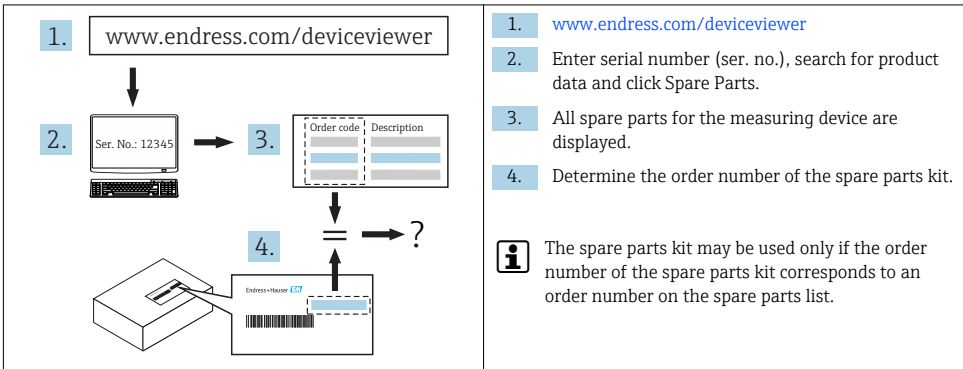 1.
www.endress.com/deviceviewer
2.
Ser. No.: 12345
3.
Order code
Description
?
4.
Endress+Hauser EH
1. www.endress.com/deviceviewer
2. Enter serial number (ser. no.), search for product
data and click Spare Parts.
3. All spare parts for the measuring device are
displayed.
4. Determine the order number of the spare parts kit.
The spare parts kit may be used only if the order
number of the spare parts kit corresponds to an
order number on the spare parts list.